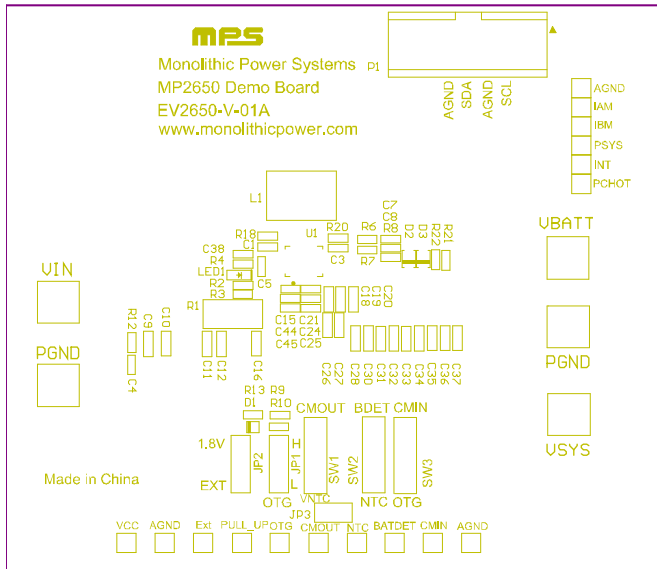 mps
Monolithic Power Systems
MP2650 Demo Board
EV2650-V-01A
www.monolithicpower.com
P1
AGND
SDA
AGND
SCL
AGND
IAM
IBM
PSYS
INT
PCHOT
L1
U1
R18
C1
C38
R4
LED1
R2
R3
C5
R1
R20
C3
R6
R7
C7
C8
R8
D2
D3
R22
R21
VBATT
PGND
VSYS
VIN
PGND
R12
C9
C10
C4
C11
C12
C16
C15
C44
C45
C21
C24
C25
C18
C19
C20
C26
C27
C28
C30
C31
C32
C33
C34
C35
C36
C37
R13
R9
D1
R10
CMOUT
BDET
CMIN
1.8V
EXT
JP2
H
L
JP1
OTG
SW1
SW2
NTC
SW3
OTG
VNTC
JP3
Made in China
VCC
AGND
Ext
PULL_UP
OTG
CMOUT
NTC
BATDET
CMIN
AGND